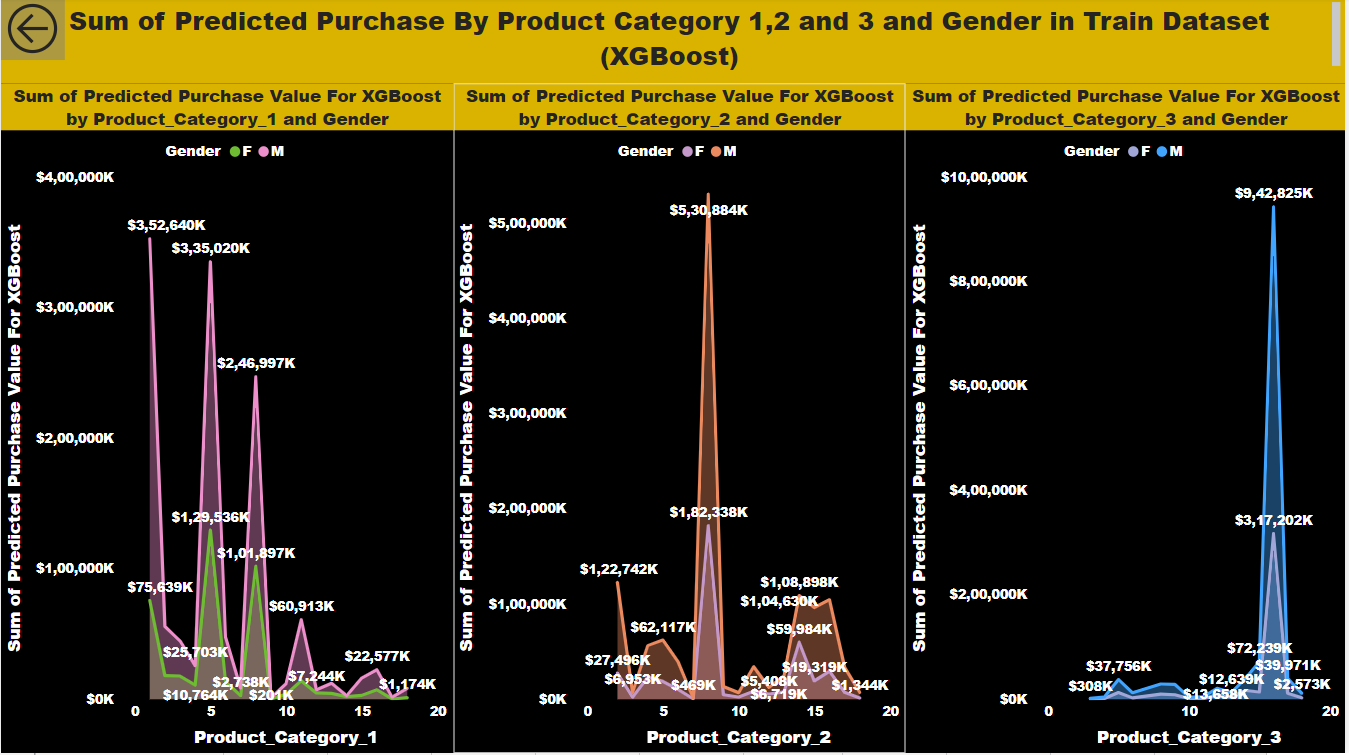 Sum of Predicted Purchase By Product Category 1,2 and 3 and Gender in Train Dataset
(XGBoost)
Sum of Predicted Purchase Value For XGBoost
by Product_Category_1 and Gender
Gender F M
Sum of Predicted Purchase Value For XGBoost
$4,00,000K
$3,00,000K
$2,00,000K
$1,00,000K
$0K
$3,52,640K
$3,35,020K
$2,46,997K
$1,29,536K
$1,01,897K
$75,639K
$60,913K
$25,703K
$22,577K
$7,244K
$2,738K
$1,174K
$10,764K
$201K
0 5 10 15 20
Product_Category_1
Sum of Predicted Purchase Value For XGBoost
by Product_Category_2 and Gender
Gender F M
Sum of Predicted Purchase Value For XGBoost
$5,00,000K
$4,00,000K
$3,00,000K
$2,00,000K
$1,00,000K
$0K
$5,30,884K
$1,82,338K
$1,22,742K
$1,08,898K
$1,04,630K
$62,117K
$59,984K
$27,496K
$19,319K
$6,953K
$469K
$5,408K
$6,719K
$1,344K
0 5 10 15 20
Product_Category_2
Sum of Predicted Purchase Value For XGBoost
by Product_Category_3 and Gender
Gender F M
Sum of Predicted Purchase Value For XGBoost
$10,00,000K
$8,00,000K
$6,00,000K
$4,00,000K
$2,00,000K
$0K
$9,42,825K
$3,17,202K
$72,239K
$37,756K
$39,971K
$12,639K
$308K
$13,658K
$2,573K
0 10 20
Product_Category_3